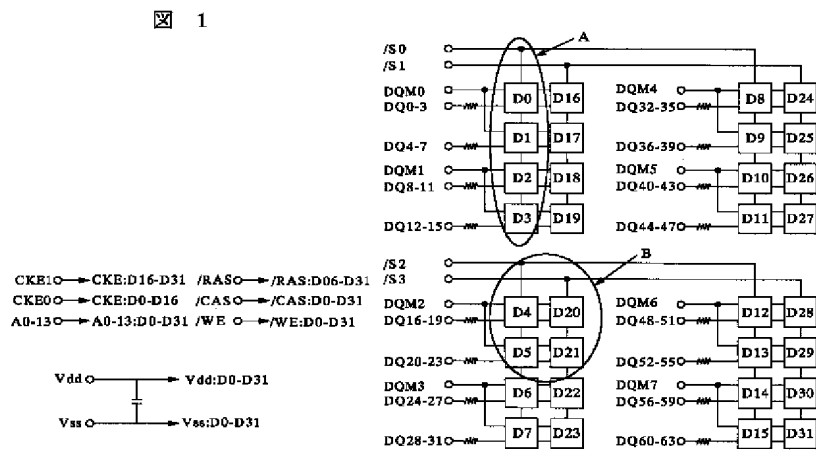 図 1
/S0
A
/S1
DQM0
D0 D16
DQ0-3
DQM4
D8 D24
DQ32-35
D1 D17
DQ4-7
D9 D25
DQ36-39
DQM1
D2 D18
DQ8-11
DQM5
D10 D26
DQ40-43
D3 D19
DQ12-15
D11 D27
DQ44-47
/S2
B
/S3
DQM2
D4 D20
DQ16-19
DQM6
D12 D28
DQ48-51
D5 D21
DQ20-23
D13 D29
DQ52-55
DQM3
D6 D22
DQ24-27
DQM7
D14 D30
DQ56-59
D7 D23
DQ28-31
D15 D31
DQ60-63
CKE1 CKE:D16-D31 /RAS /RAS:D06-D31
CKE0 CKE:D0-D16 /CAS /CAS:D0-D31
A0-13 A0-13:D0-D31 /WE /WE:D0-D31
Vdd Vdd:D0-D31
Vss Vss:D0-D31